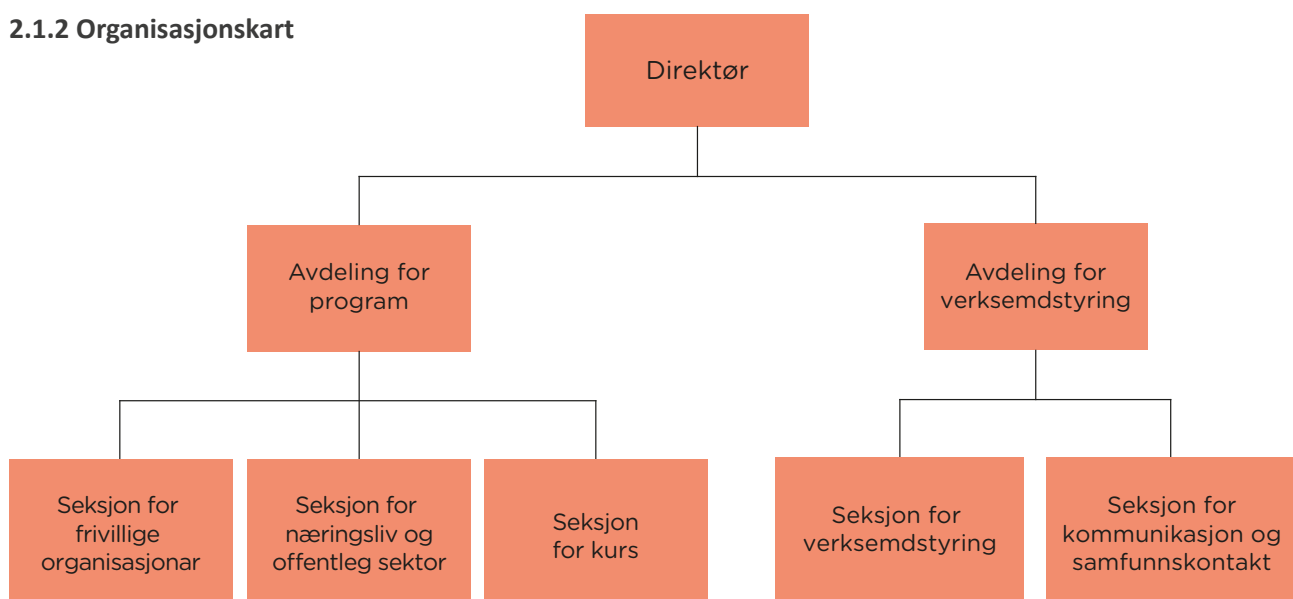 2.1.2 Organisasjonskart
Direktør
Avdeling for
program
Avdeling for
verksemdstyring
Seksjon for
frivillige
organisasjonar
Seksjon for
næringsliv og
offentleg sektor
Seksjon
for kurs
Seksjon for
verksemdstyring
Seksjon for
kommunikasjon og
samfunnskontakt